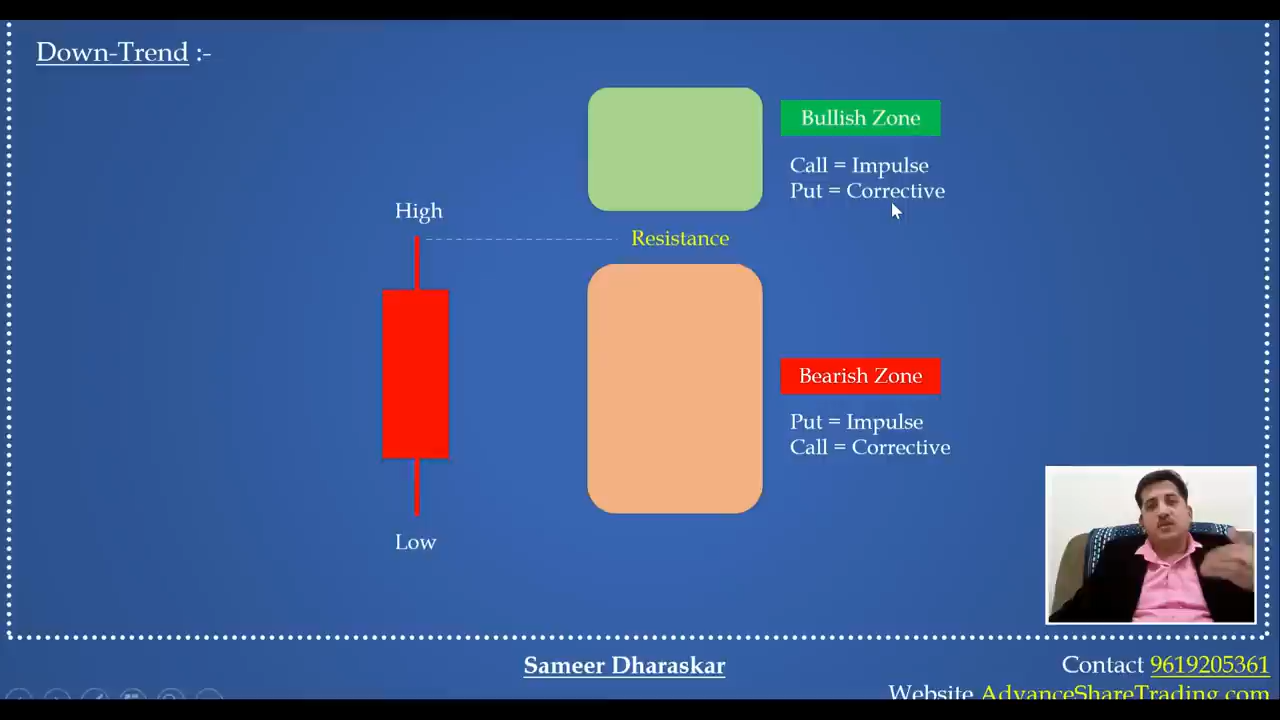 Down-Trend :-
Bullish Zone
Call = Impulse
Put = Corrective
High
Resistance
Bearish Zone
Put = Impulse
Call = Corrective
Low
Sameer Dharaskar
Contact 9619205361
Website AdvanceShareTrading.com